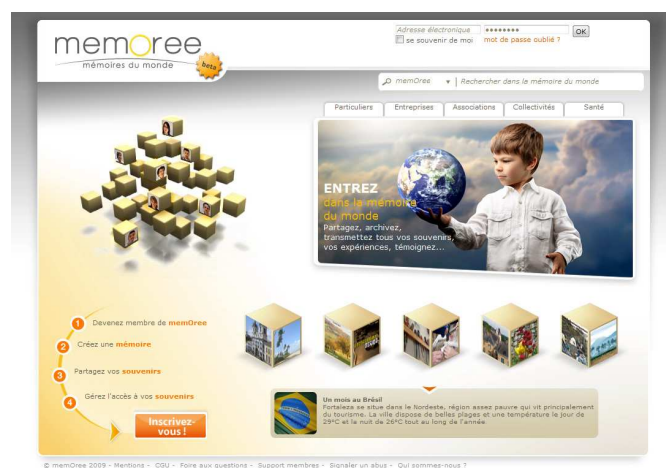 memOree
mémoires du monde
beta
Adresse électronique ********
OK
se souvenir de moi
mot de passe oublié ?
memOree
Rechercher dans la mémoire du monde
Particuliers
Entreprises
Associations
Collectivités
Santé
ENTREZ
dans la mémoire
du monde
Partagez, archivez,
transmettez tous vos souvenirs,
vos expériences, témoignez...
1 Devenez membre de memOree
2 Créez une mémoire
3 Partagez vos souvenirs
4 Gérez l'accès à vos souvenirs
Inscrivez-
vous !
Un mois au Brésil
Fortaleza se situe dans le Nordeste, région assez pauvre qui vit principalement
du tourisme. La ville dispose de belles plages et une température le jour de
29°C et la nuit de 26°C tout au long de l'année
© memOree 2009 - Mentions - CGU - Foire aux questions - Support membres - Signaler un abus - Qui sommes-nous ?